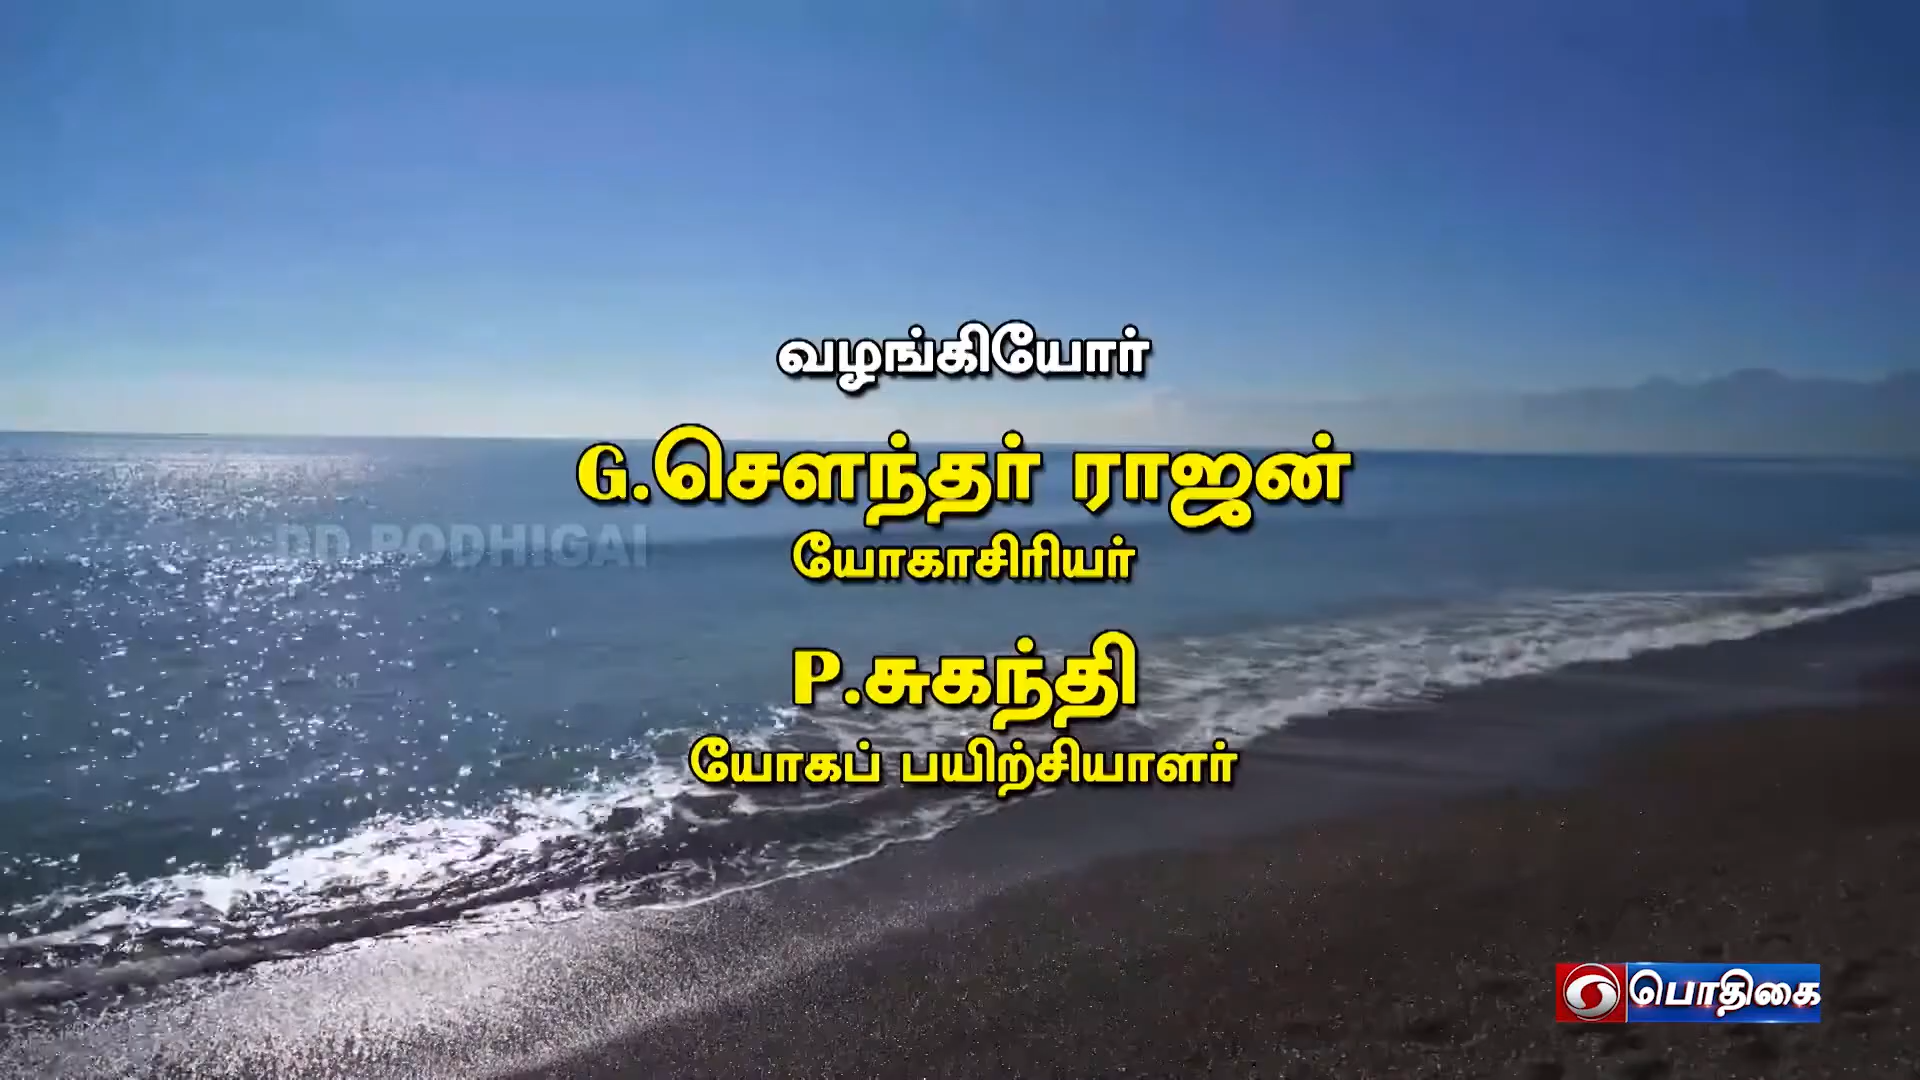 வழங்கியோர்
G.சௌந்தர் ராஜன்
DD PODHIGAI
யோகாசிரியர்
P.சுகந்தி
யோகப் பயிற்சியாளர்
பொதிகை